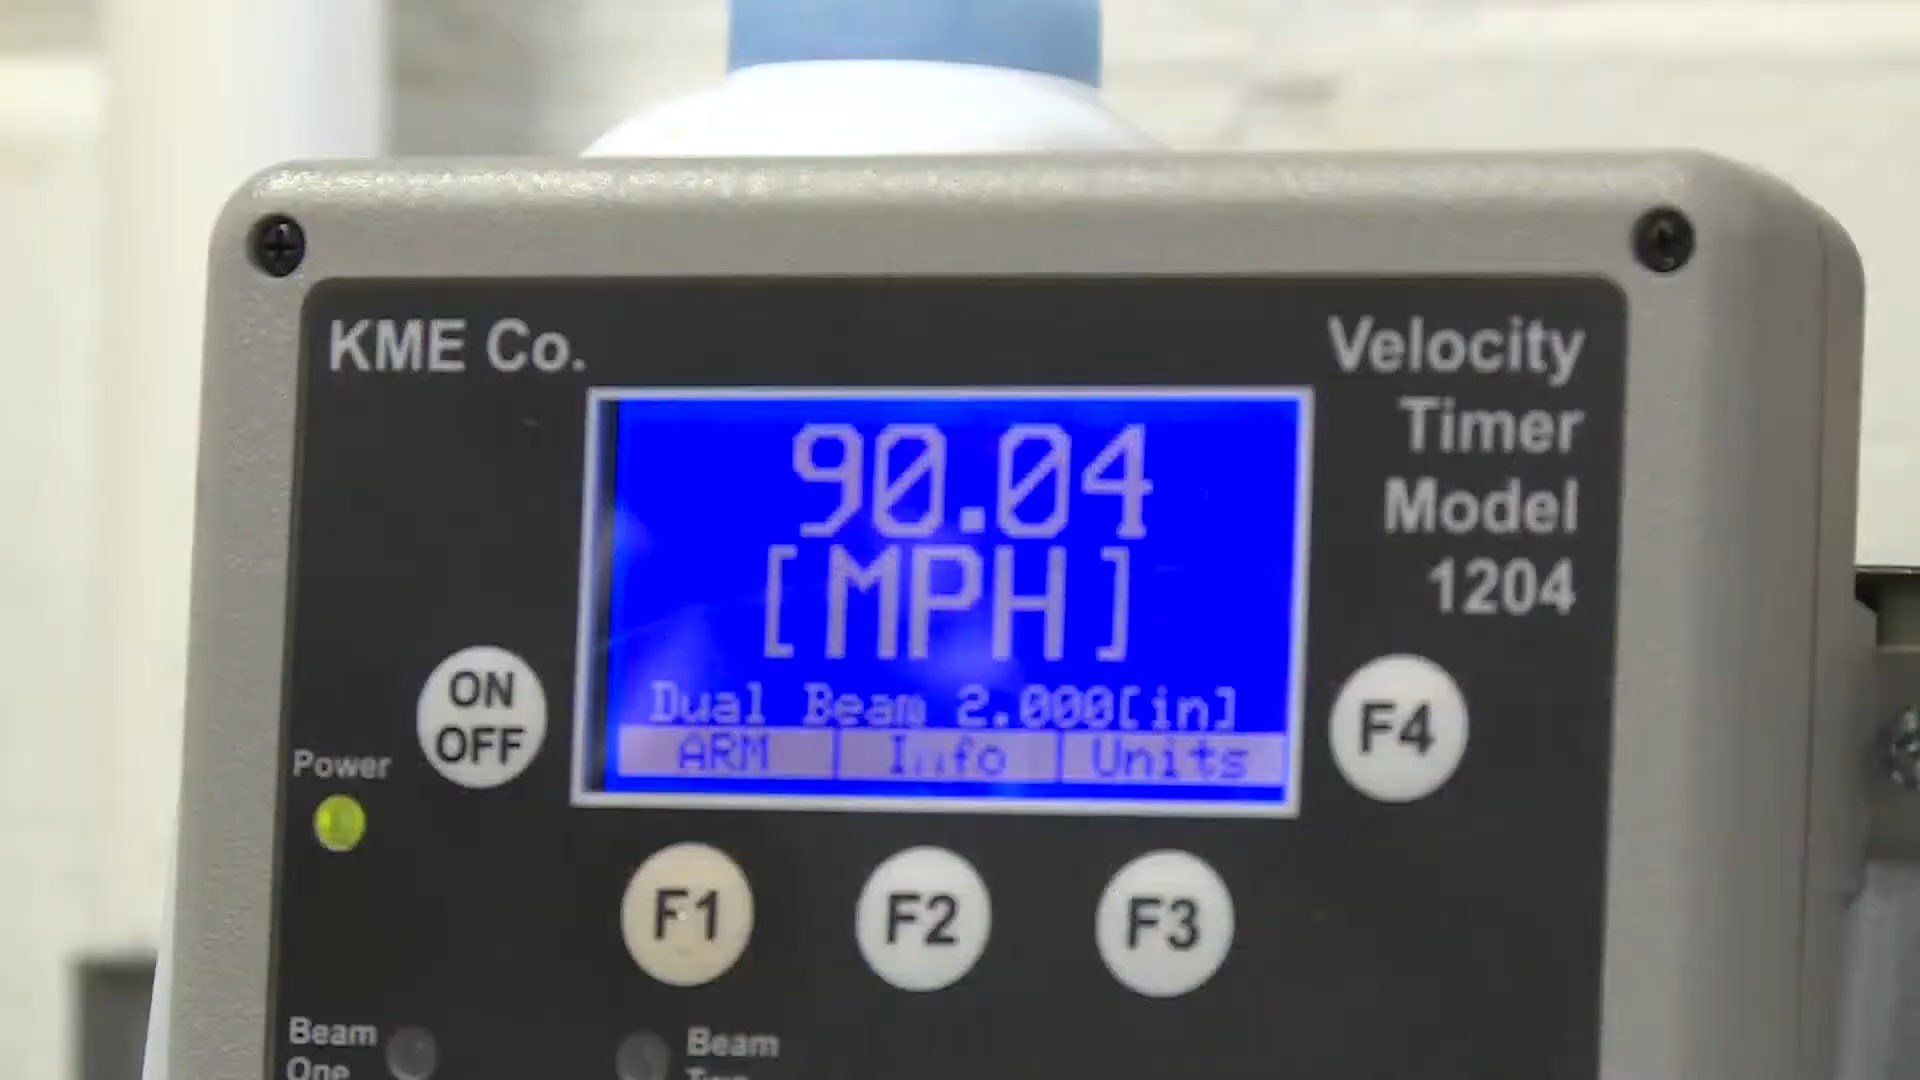 KME Co.
Velocity
Timer
Model
1204
90.04
[MPH]
Dual Beam 2.000[in]
ARM Info Units
ON
OFF
Power
F4
F1
F2
F3
Beam
One
Beam